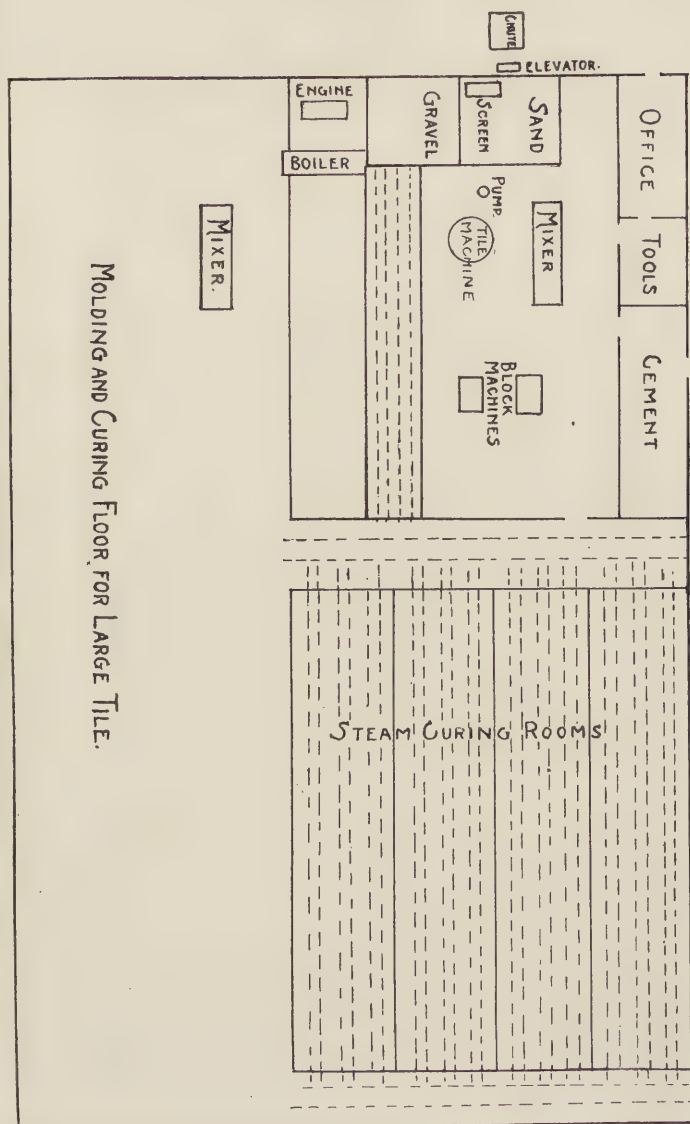 CHUTE
ELEVATOR.
ENGINE
BOILER
GRAVEL
SCREEN
SAND
OFFICE
TOOLS
CEMENT
PUMP.
TILE
MACHINE
MIXER
MIXER.
BLOCK
MACHINES
MOLDING AND CURING FLOOR FOR LARGE TILE.
STEAM CURING ROOMS